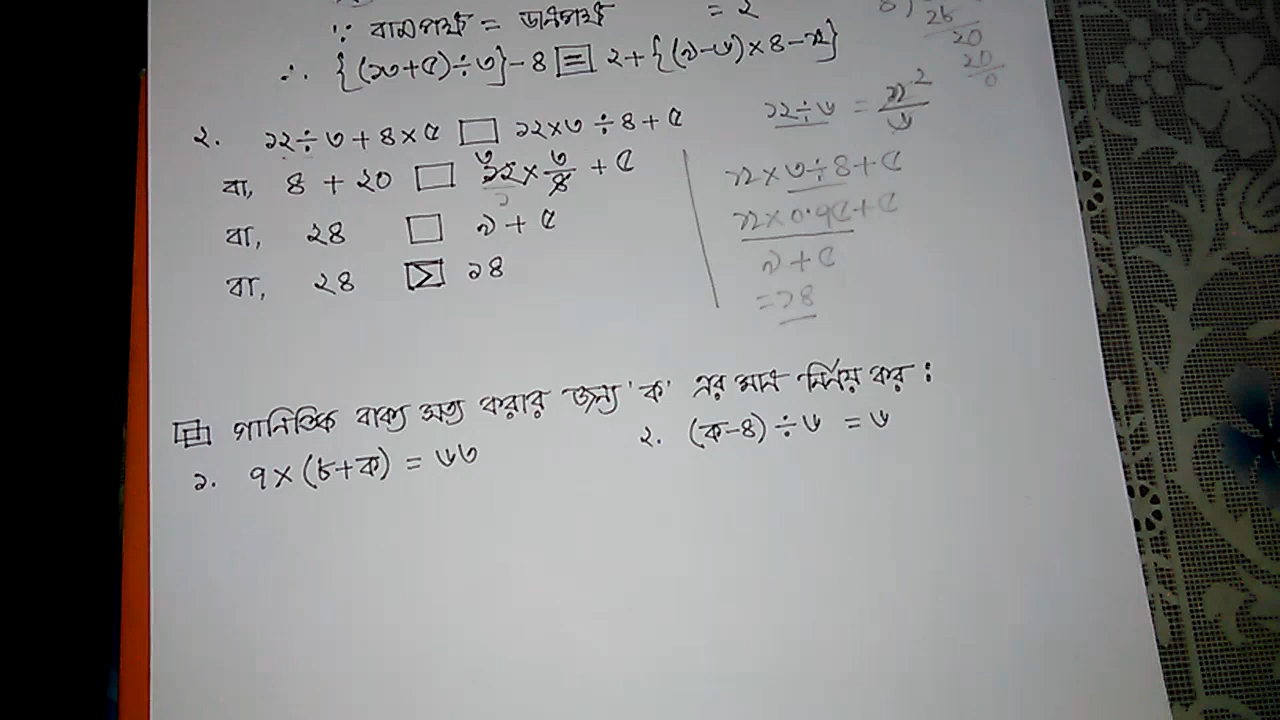 ∵ বামপক্ষ = ডানপক্ষ = ২
∴ {(১৩+৫)÷৩}-৪ = ২+{(৯-৬)×৪-১২}
২. ১২÷৩+৪×৫ □ ১২×৩÷৪+৫
বা, ৪ + ২০ □ ১২×৩/৪ + ৫
বা, ২৪ □ ৯+৫
বা, ২৪ > ১৪
১২÷৬ = ১২/৬
১২×৩÷৪+৫
১২×০.৭৫+৫
৯+৫
=১৪
গাণিতিক বাক্য সত্য করার জন্য 'ক' এর মান নির্ণয় কর :
১. ৭×(৮+ক) = ৬৩
২. (ক-৪)÷৬ = ৬